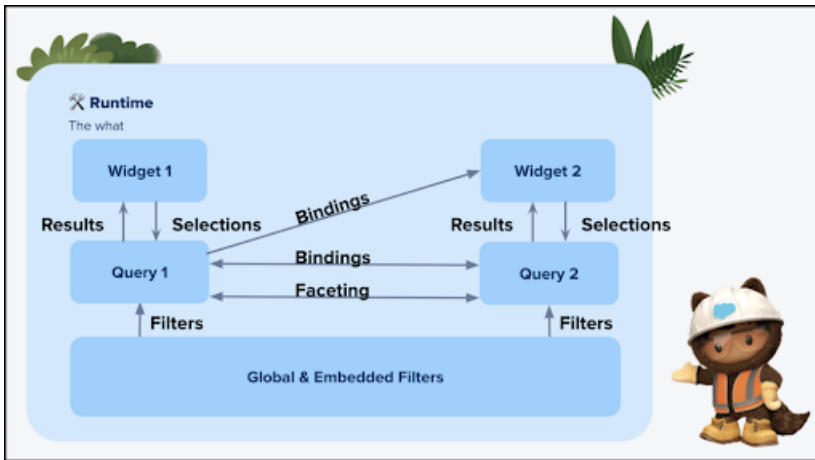 Runtime
The what
Widget 1
Widget 2
Results
Selections
Bindings
Results
Selections
Query 1
Bindings
Query 2
Faceting
Filters
Filters
Global & Embedded Filters